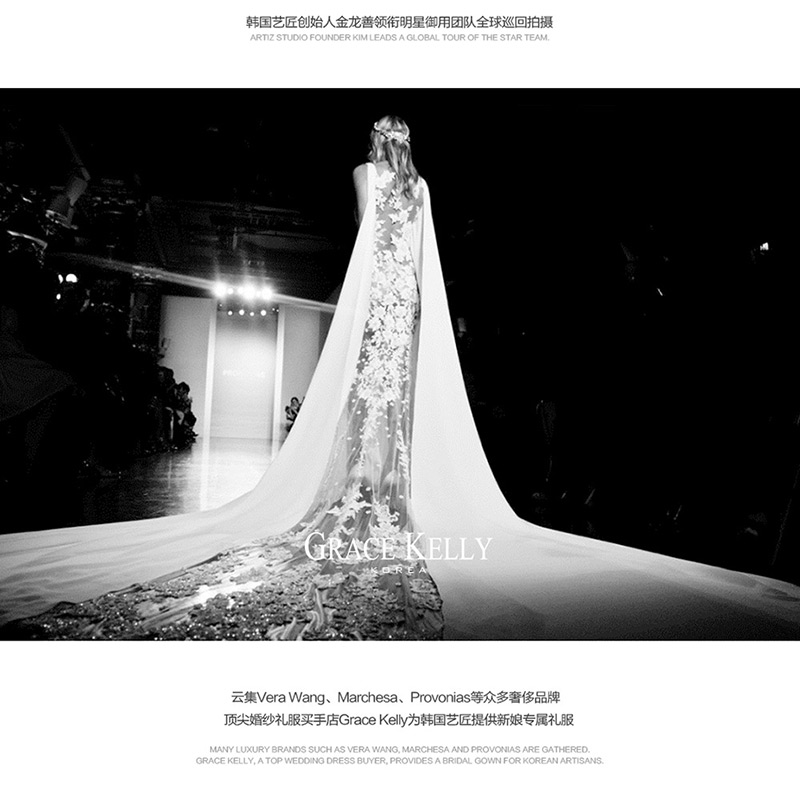 韩国艺匠创始人金龙善领衔明星御用团队全球巡回拍摄
ARTIZ STUDIO FOUNDER KIM LEADS A GLOBAL TOUR OF THE STAR TEAM.
GRACE KELLY
KOREA
云集Vera Wang、Marchesa、Provonias等众多奢侈品牌
顶尖婚纱礼服买手店Grace Kelly为韩国艺匠提供新娘专属礼服
MANY LUXURY BRANDS SUCH AS VERA WANG, MARCHESA AND PROVONIAS ARE GATHERED.
GRACE KELLY, A TOP WEDDING DRESS BUYER, PROVIDES A BRIDAL GOWN FOR KOREAN ARTISANS.